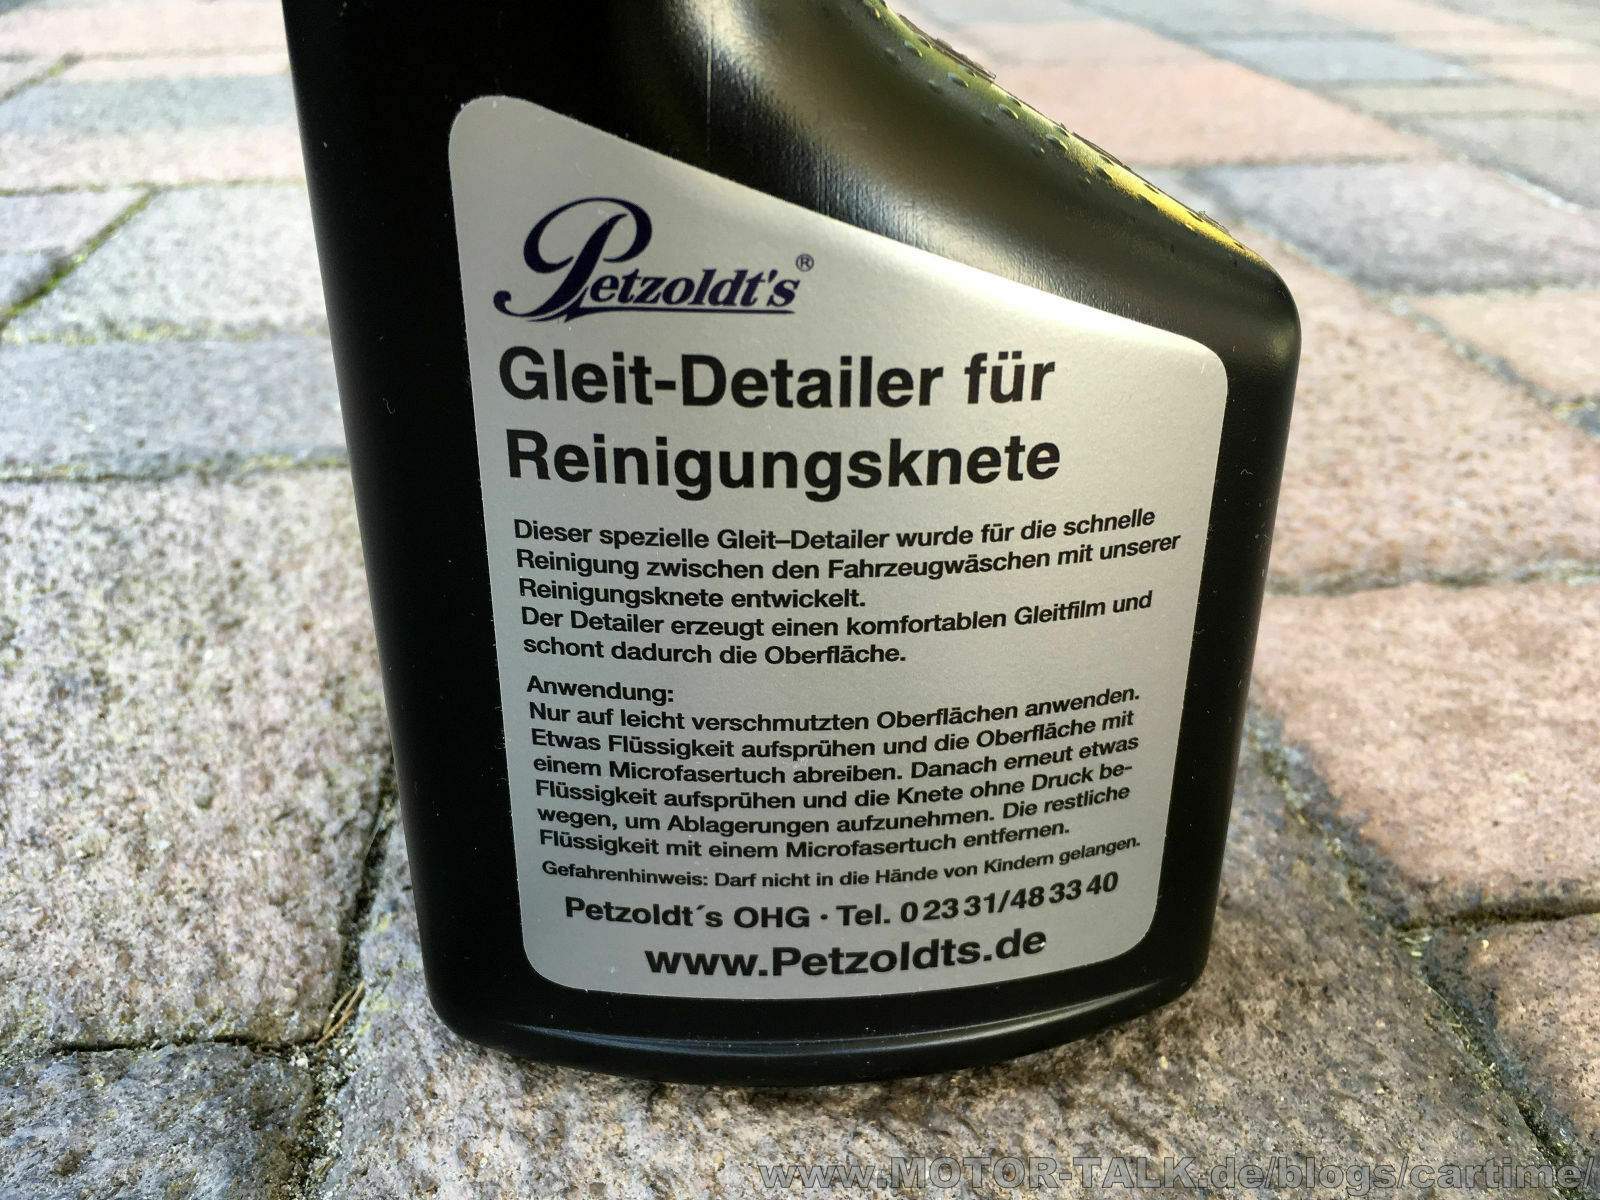 Petzoldt's®
Gleit-Detailer für
Reinigungsknete
Dieser spezielle Gleit–Detailer wurde für die schnelle
Reinigung zwischen den Fahrzeugwäschen mit unserer
Reinigungsknete entwickelt.
Der Detailer erzeugt einen komfortablen Gleitfilm und
schont dadurch die Oberfläche.
Anwendung:
Nur auf leicht verschmutzten Oberflächen anwenden.
Etwas Flüssigkeit aufsprühen und die Oberfläche mit
einem Microfasertuch abreiben. Danach erneut etwas
Flüssigkeit aufsprühen und die Knete ohne Druck be-
wegen, um Ablagerungen aufzunehmen. Die restliche
Flüssigkeit mit einem Microfasertuch entfernen.
Gefahrenhinweis: Darf nicht in die Hände von Kindern gelangen.
Petzoldt´s OHG · Tel. 0 23 31/48 33 40
www.Petzoldts.de
www.MOTOR-TALK.de/blogs/cartime/